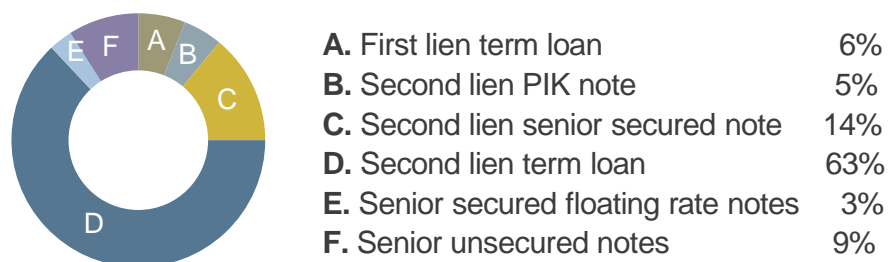 A
B
C
D
E
F
A. First lien term loan 6%
B. Second lien PIK note 5%
C. Second lien senior secured note 14%
D. Second lien term loan 63%
E. Senior secured floating rate notes 3%
F. Senior unsecured notes 9%